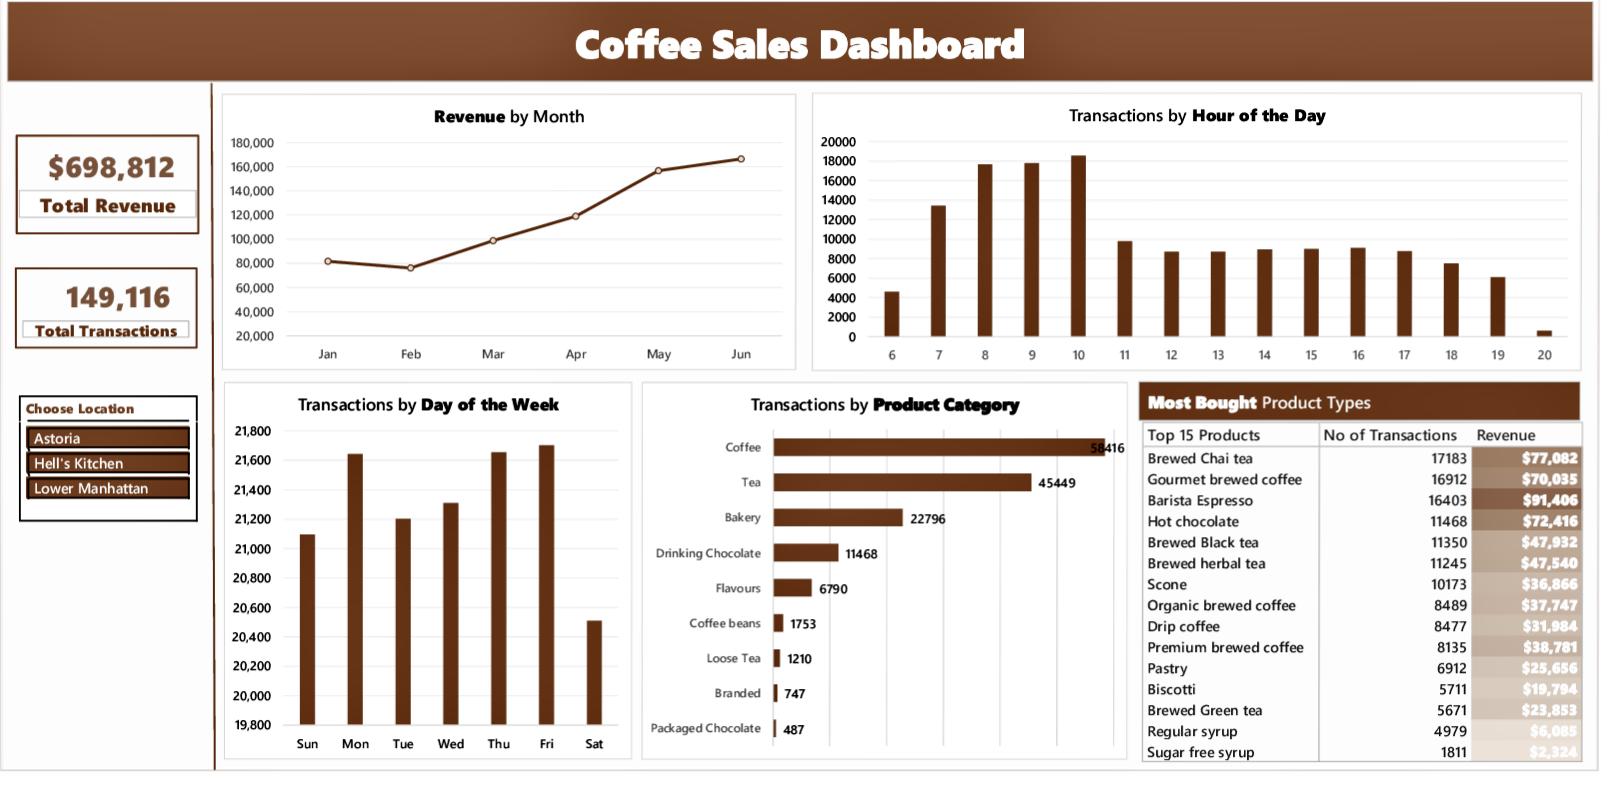 Coffee Sales Dashboard
$698,812
Total Revenue
149,116
Total Transactions
Choose Location
Astoria
Hell's Kitchen
Lower Manhattan
Revenue by Month
180,000
160,000
140,000
120,000
100,000
80,000
60,000
40,000
20,000
Jan Feb Mar Apr May Jun
Transactions by Hour of the Day
20000
18000
16000
14000
12000
10000
8000
6000
4000
2000
0
6 7 8 9 10 11 12 13 14 15 16 17 18 19 20
Transactions by Day of the Week
21,800
21,600
21,400
21,200
21,000
20,800
20,600
20,400
20,200
20,000
19,800
Sun Mon Tue Wed Thu Fri Sat
Transactions by Product Category
Coffee 58416
Tea 45449
Bakery 22796
Drinking Chocolate 11468
Flavours 6790
Coffee beans 1753
Loose Tea 1210
Branded 747
Packaged Chocolate 487
Most Bought Product Types
Top 15 Products No of Transactions Revenue
Brewed Chai tea 17183 $77,082
Gourmet brewed coffee 16912 $70,035
Barista Espresso 16403 $91,406
Hot chocolate 11468 $72,416
Brewed Black tea 11350 $47,932
Brewed herbal tea 11245 $47,540
Scone 10173 $36,866
Organic brewed coffee 8489 $37,747
Drip coffee 8477 $31,984
Premium brewed coffee 8135 $38,781
Pastry 6912 $25,656
Biscotti 5711 $19,794
Brewed Green tea 5671 $23,853
Regular syrup 4979 $6,085
Sugar free syrup 1811 $2,324